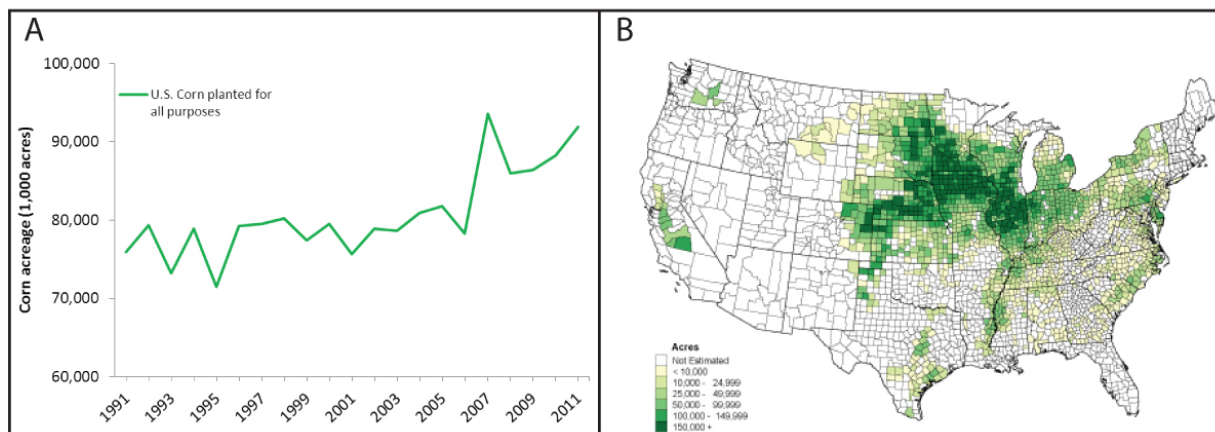 A
100,000
90,000
80,000
70,000
60,000
Corn acreage (1,000 acres)
U.S. Corn planted for
all purposes
1991
1993
1995
1997
1999
2001
2003
2005
2007
2009
2011
B
Acres
Not Estimated
< 10,000
10,000 - 24,999
25,000 - 49,999
50,000 - 99,999
100,000 - 149,999
150,000 +